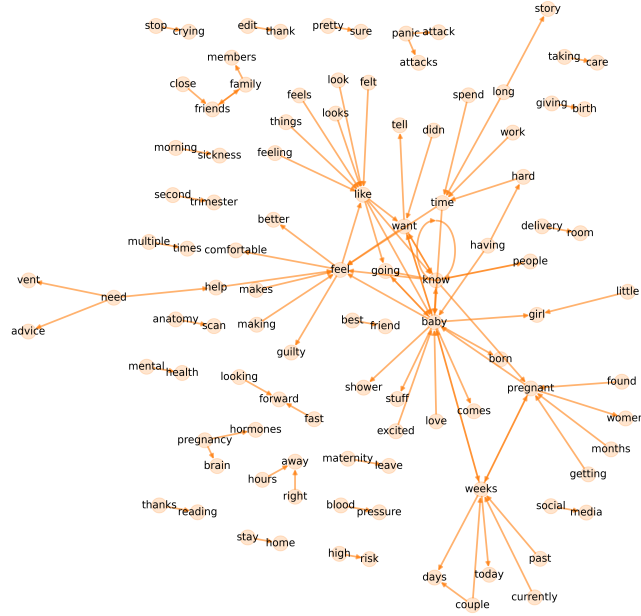 story
stop
crying
edit
thank
pretty
sure
panic
attack
attacks
members
family
close
friends
taking
care
look
felt
feels
looks
things
feeling
spend
long
giving
birth
tell
didn
work
morning
sickness
like
hard
second
trimester
time
better
want
delivery
room
multiple
times
comfortable
having
feel
going
know
people
vent
need
help
makes
little
advice
anatomy
scan
making
best
friend
baby
girl
guilty
born
mental
health
looking
forward
fast
shower
stuff
pregnant
found
love
comes
women
excited
hormones
pregnancy
brain
months
away
hours
right
maternity
leave
getting
weeks
thanks
reading
blood
pressure
social
media
stay
home
high
risk
days
today
past
currently
couple